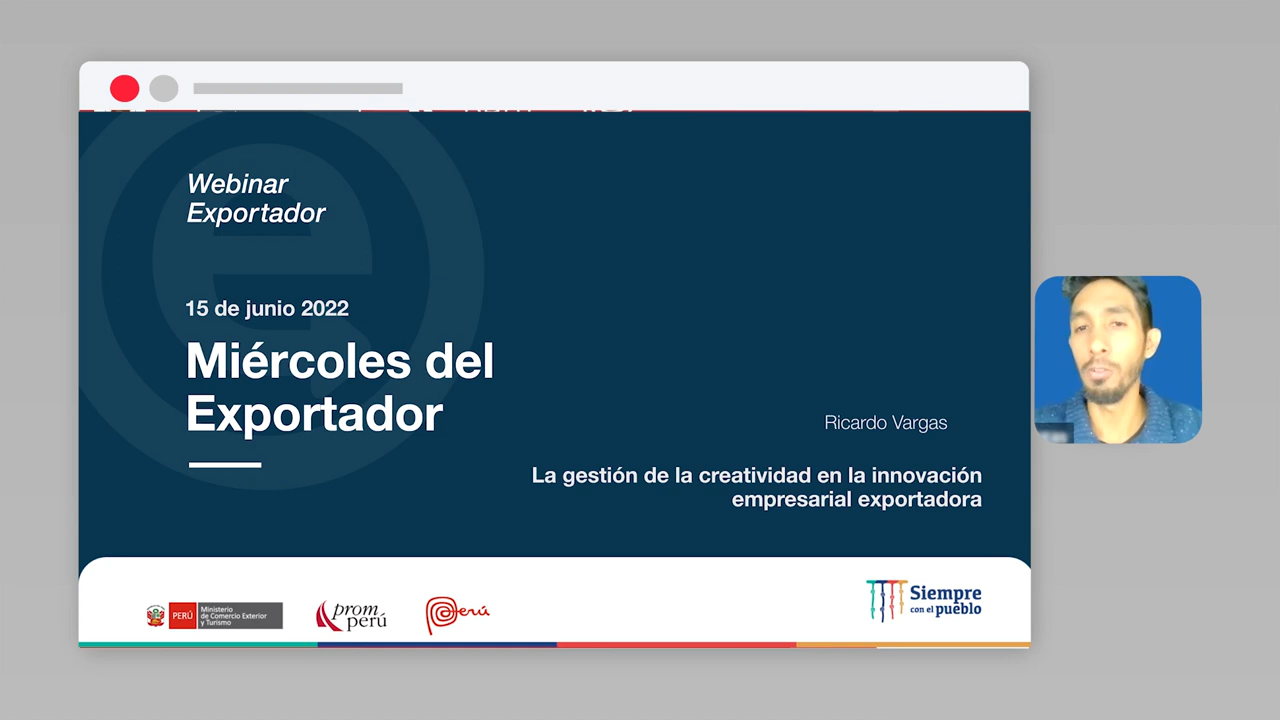 Webinar
Exportador
15 de junio 2022
Miércoles del
Exportador
Ricardo Vargas
La gestión de la creatividad en la innovación
empresarial exportadora
PERÚ
Ministerio
de Comercio Exterior
y Turismo
prom
perú
Perú
Siempre
con el pueblo